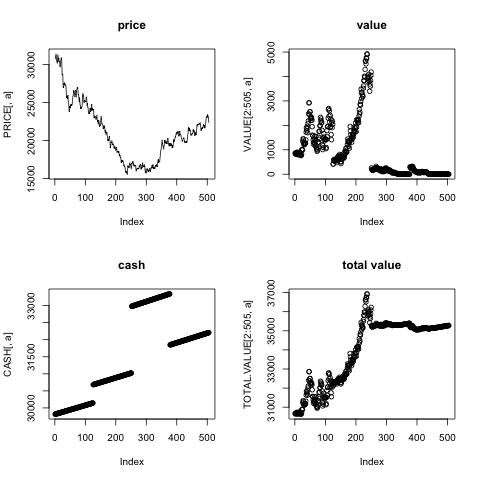 price
PRICE[, a]
15000 20000 25000 30000
0 100 200 300 400 500
Index
value
VALUE[2:505, a]
0 1000 3000 5000
0 100 200 300 400 500
Index
cash
CASH[, a]
30000 31500 33000
0 100 200 300 400 500
Index
total value
TOTAL.VALUE[2:505, a]
31000 33000 35000 37000
0 100 200 300 400 500
Index